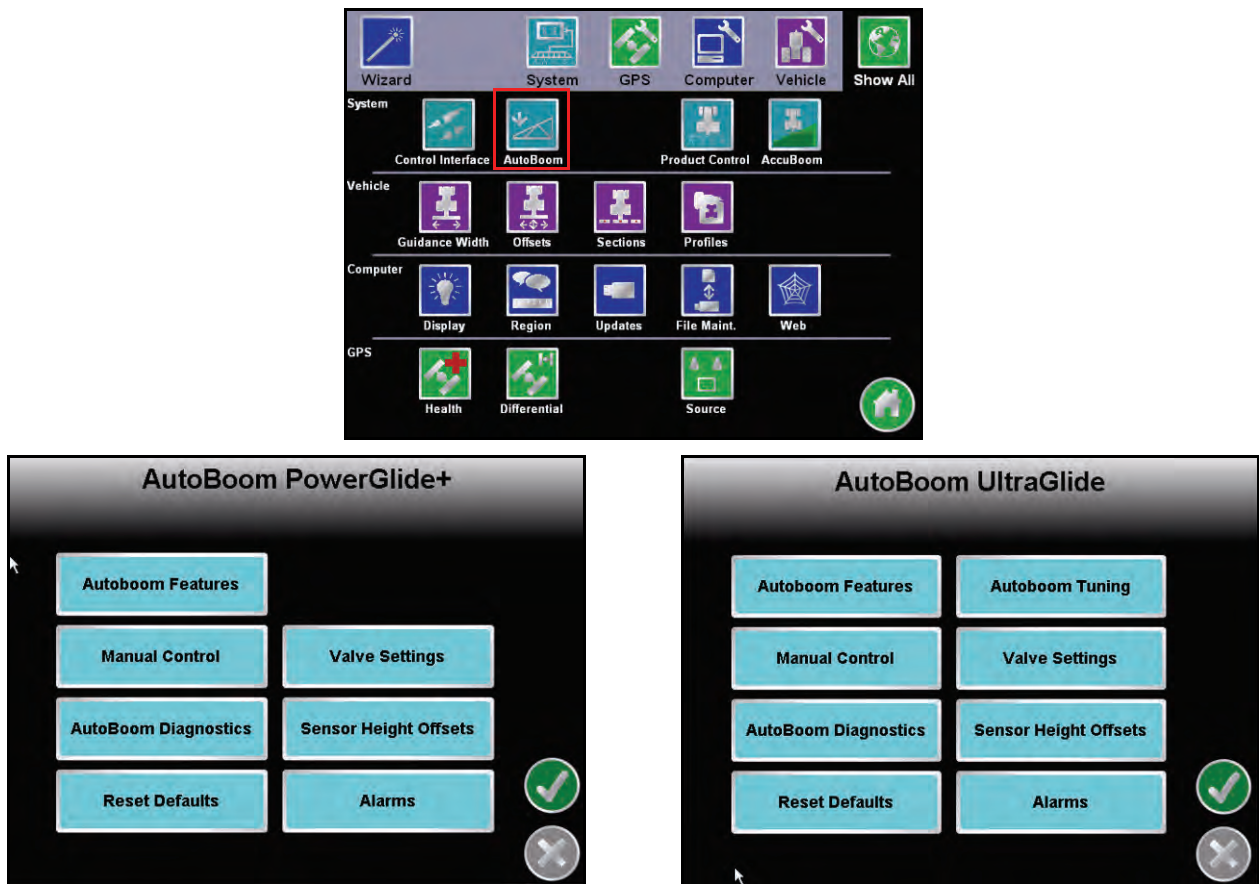 Wizard System GPS Computer Vehicle Show All
System
Control Interface AutoBoom Product Control AccuBoom
Vehicle
Guidance Width Offsets Sections Profiles
Computer
Display Region Updates File Maint. Web
GPS
Health Differential Source
AutoBoom PowerGlide+
Autoboom Features
Manual Control Valve Settings
AutoBoom Diagnostics Sensor Height Offsets
Reset Defaults Alarms
AutoBoom UltraGlide
Autoboom Features Autoboom Tuning
Manual Control Valve Settings
AutoBoom Diagnostics Sensor Height Offsets
Reset Defaults Alarms